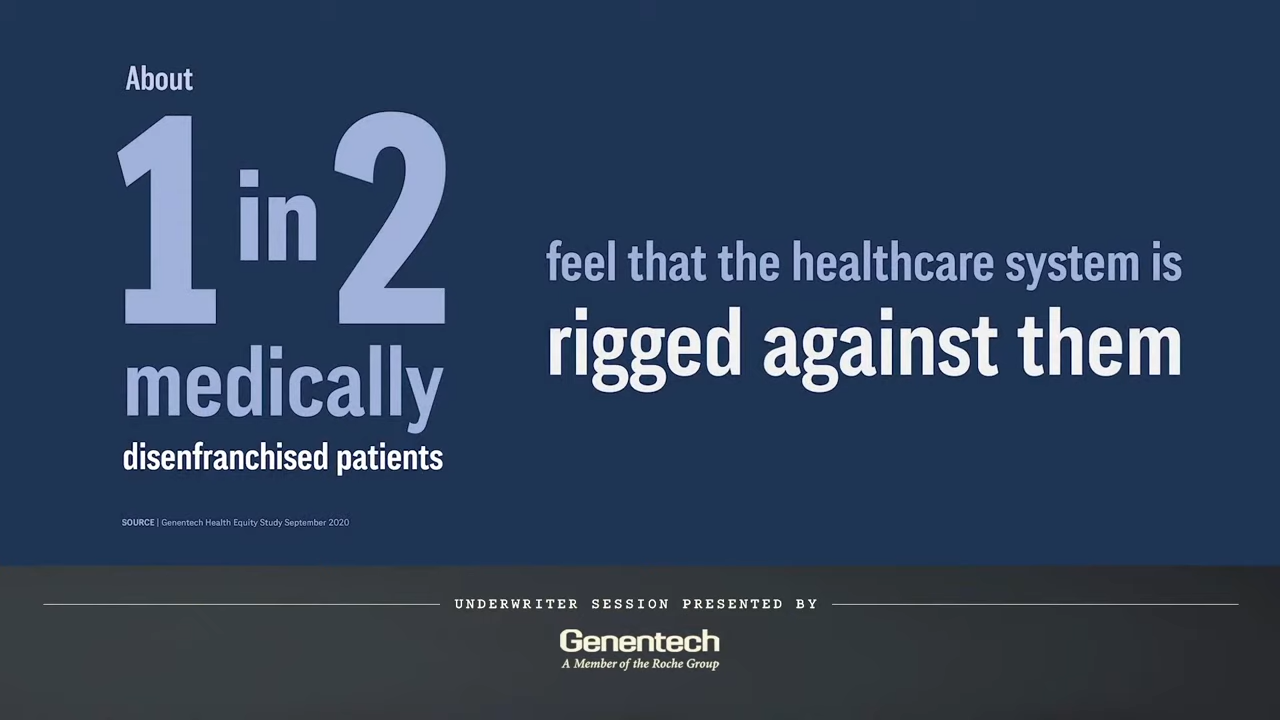 About
1 in 2
medically
disenfranchised patients
feel that the healthcare system is
rigged against them
SOURCE | Genentech Health Equity Study September 2020
UNDERWRITER SESSION PRESENTED BY
Genentech
A Member of the Roche Group